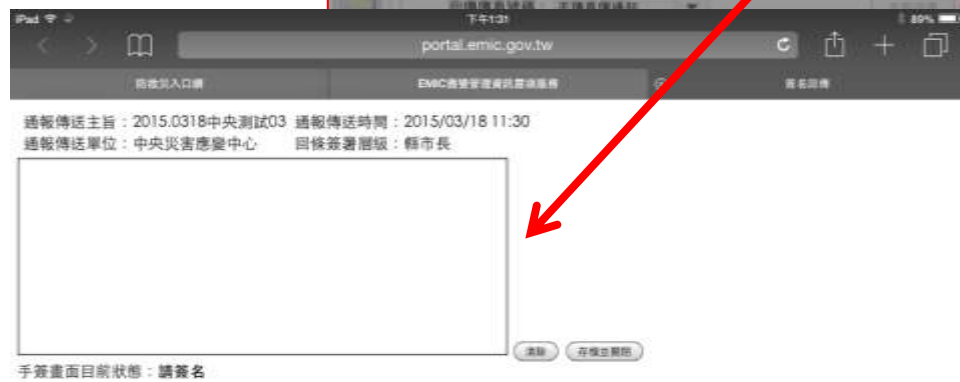 iPad 下午1:31 89%
portal.emic.gov.tw
防救災入口網 EMIC應變管理資訊雲端服務 簽名回傳
通報傳送主旨：2015.0318中央測試03 通報傳送時間：2015/03/18 11:30
通報傳送單位：中央災害應變中心 回條簽署層級：縣市長
清除 存檔並關閉
手簽畫面目前狀態：請簽名